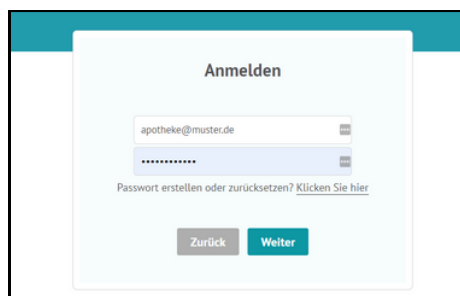 Anmelden
apotheke@muster.de
••••••••••••
Passwort erstellen oder zurücksetzen? Klicken Sie hier
Zurück Weiter